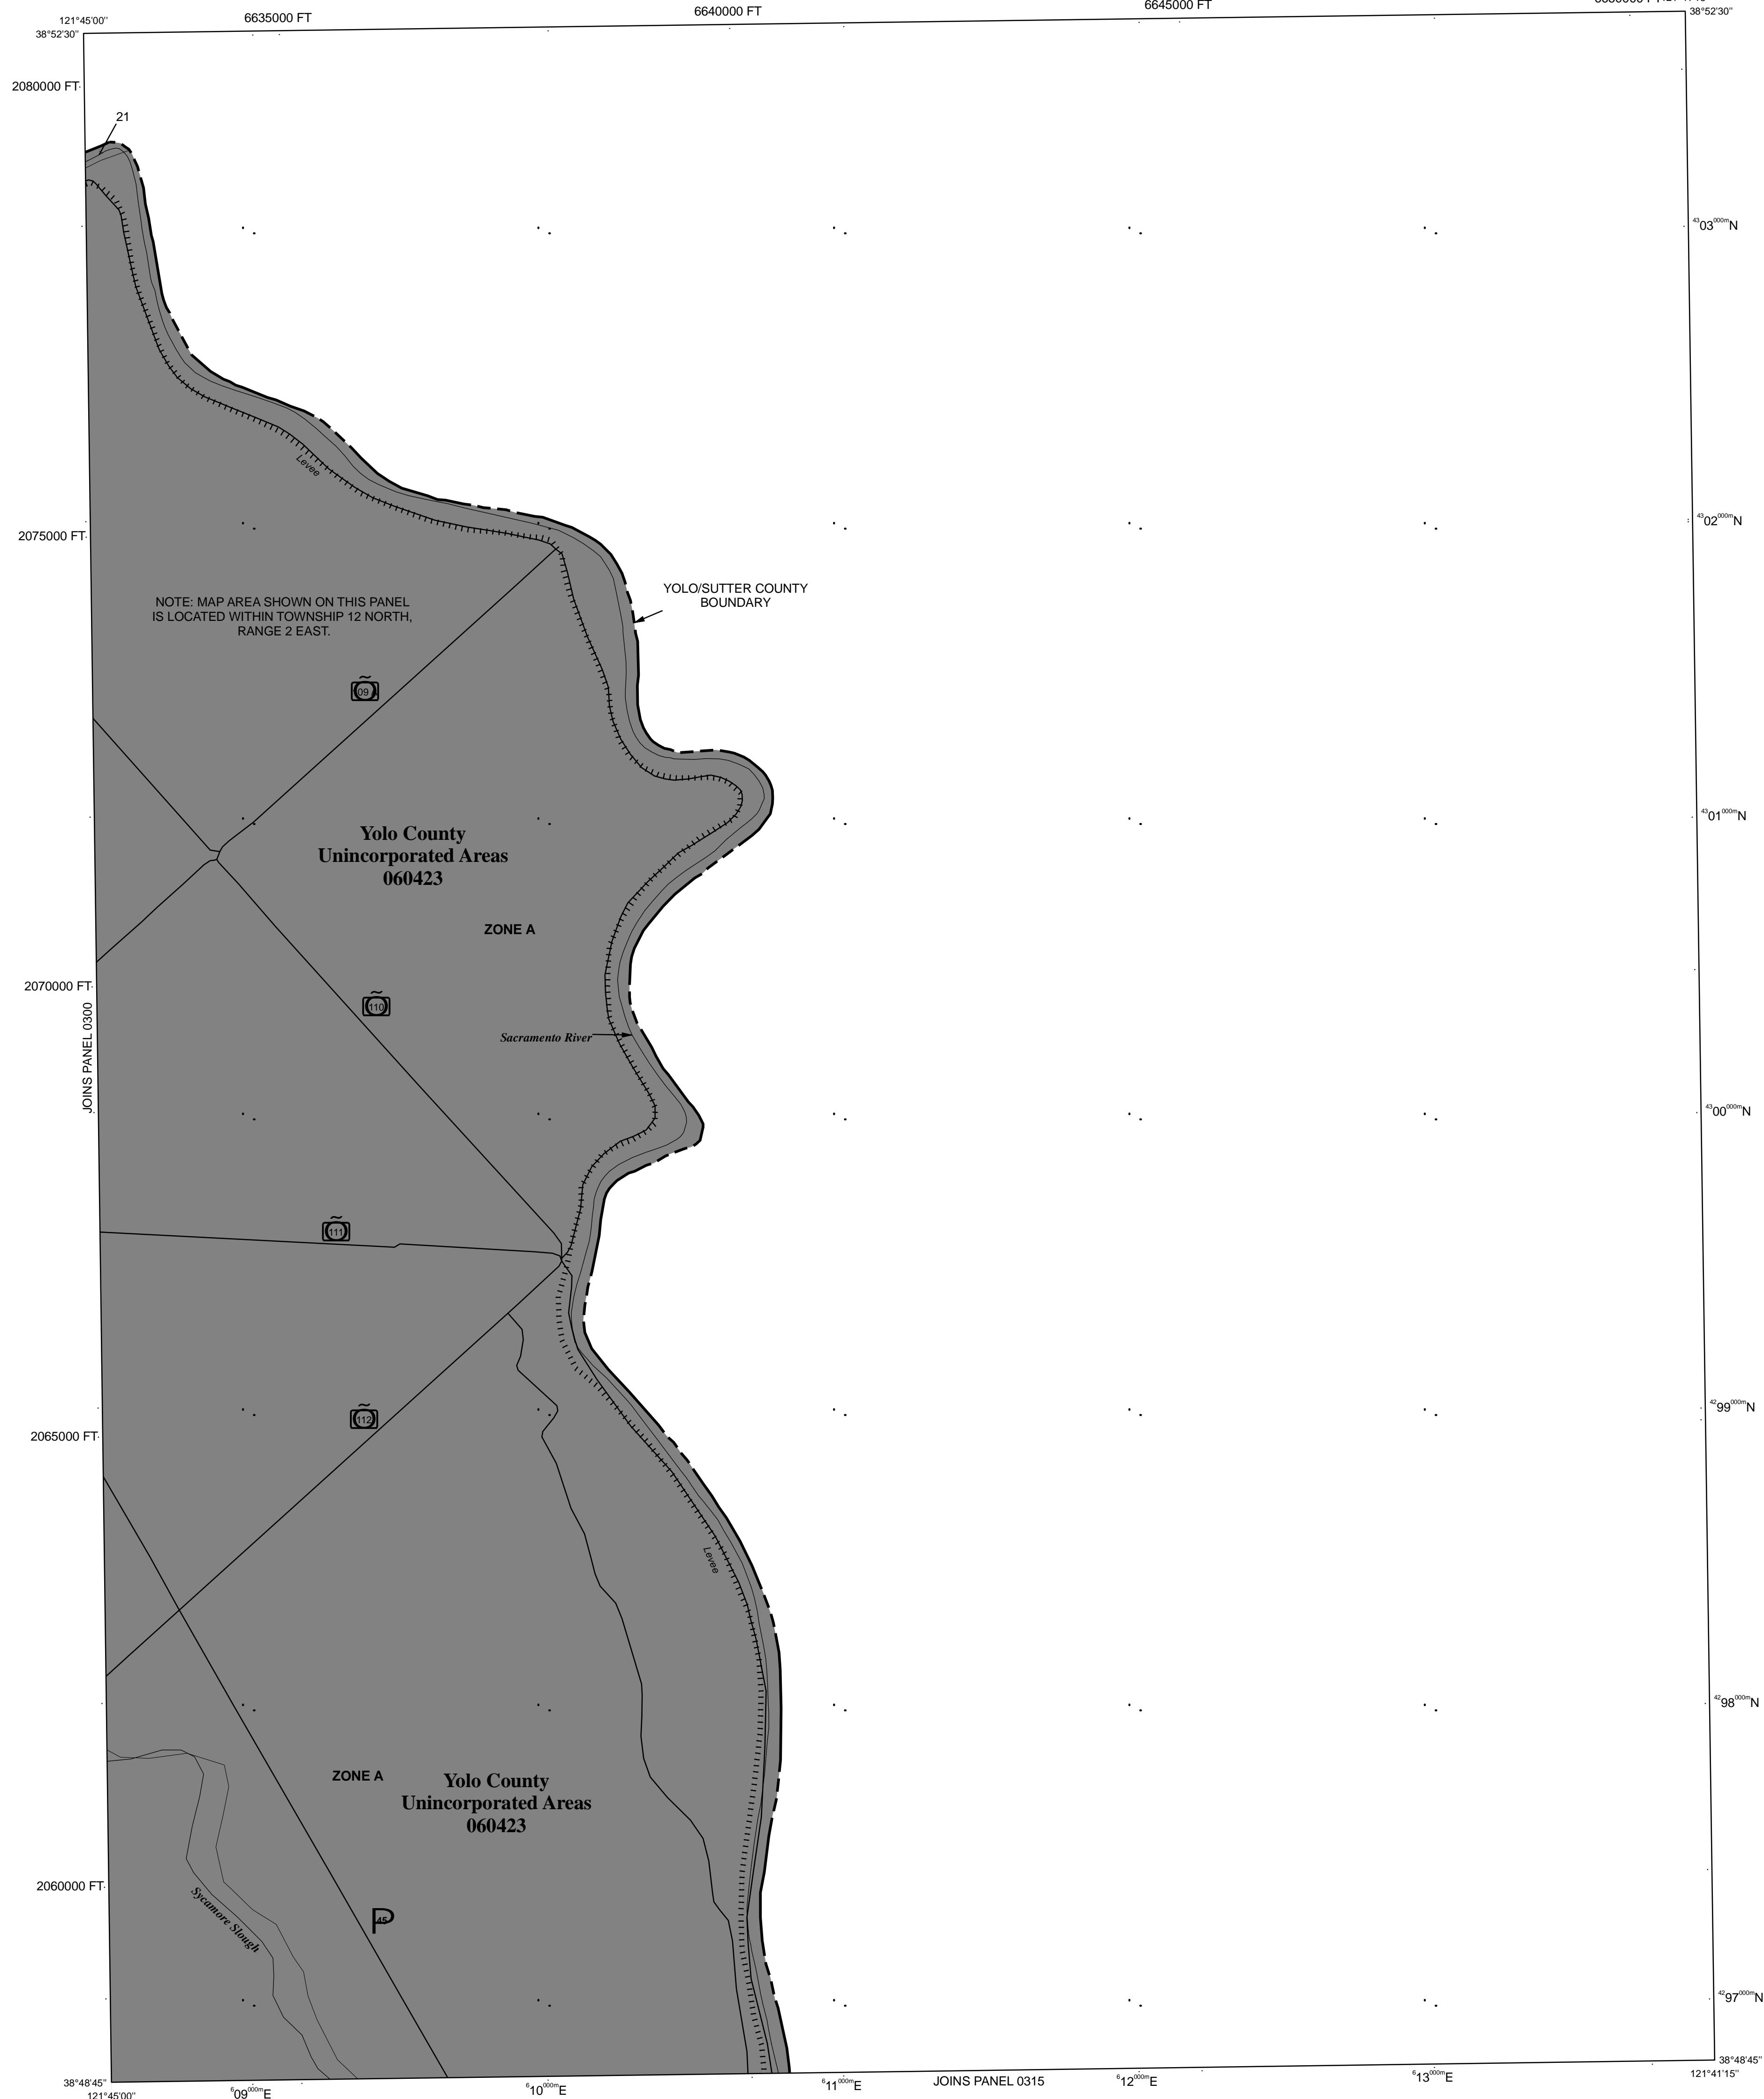 121°45'00"
6635000 FT
6640000 FT
6645000 FT
38°52'30"
38°52'30"
2080000 FT
21
4303000mN
Levee
4302000mN
2075000 FT
YOLO/SUTTER COUNTY
BOUNDARY
NOTE: MAP AREA SHOWN ON THIS PANEL
IS LOCATED WITHIN TOWNSHIP 12 NORTH,
RANGE 2 EAST.
4301000mN
Yolo County
Unincorporated Areas
060423
ZONE A
2070000 FT
110
JOINS PANEL 0300
Sacramento River
4300000mN
111
4299000mN
112
2065000 FT
Levee
4298000mN
ZONE A
Yolo County
Unincorporated Areas
060423
2060000 FT
Sycamore Slough
45
4297000mN
38°48'45"
38°48'45"
121°45'00"
609000mE
610000mE
611000mE
JOINS PANEL 0315
612000mE
613000mE
121°41'15"